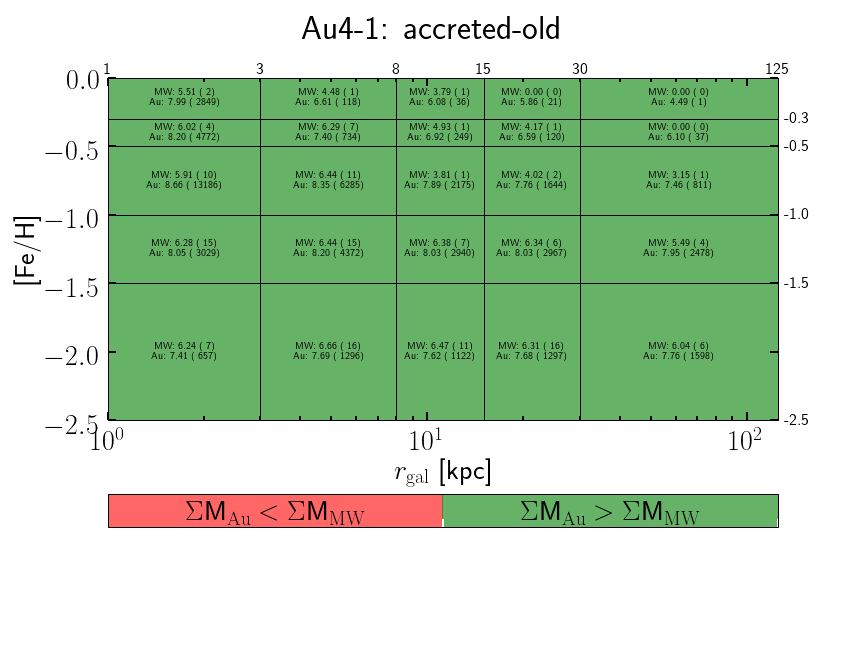 Au4-1: accreted-old
1 3 8 15 30 125
0.0
MW: 5.51 ( 2) MW: 4.48 ( 1) MW: 3.79 ( 1) MW: 0.00 ( 0) MW: 0.00 ( 0)
Au: 7.99 ( 2849) Au: 6.61 ( 118) Au: 6.08 ( 36) Au: 5.86 ( 21) Au: 4.49 ( 1)
-0.3
MW: 6.02 ( 4) MW: 6.29 ( 7) MW: 4.93 ( 1) MW: 4.17 ( 1) MW: 0.00 ( 0)
Au: 8.20 ( 4772) Au: 7.40 ( 734) Au: 6.92 ( 249) Au: 6.59 ( 120) Au: 6.10 ( 37)
−0.5 -0.5
MW: 5.91 ( 10) MW: 6.44 ( 11) MW: 3.81 ( 1) MW: 4.02 ( 2) MW: 3.15 ( 1)
Au: 8.66 ( 13186) Au: 8.35 ( 6285) Au: 7.89 ( 2175) Au: 7.76 ( 1644) Au: 7.46 ( 811)
−1.0 -1.0
MW: 6.28 ( 15) MW: 6.44 ( 15) MW: 6.38 ( 7) MW: 6.34 ( 6) MW: 5.49 ( 4)
Au: 8.05 ( 3029) Au: 8.20 ( 4372) Au: 8.03 ( 2940) Au: 8.03 ( 2967) Au: 7.95 ( 2478)
[Fe/H]
−1.5 -1.5
MW: 6.24 ( 7) MW: 6.66 ( 16) MW: 6.47 ( 11) MW: 6.31 ( 16) MW: 6.04 ( 6)
Au: 7.41 ( 657) Au: 7.69 ( 1296) Au: 7.62 ( 1122) Au: 7.68 ( 1297) Au: 7.76 ( 1598)
−2.0
−2.5 -2.5
10⁰ 10¹ 10²
r_gal [kpc]
ΣM_Au < ΣM_MW ΣM_Au > ΣM_MW